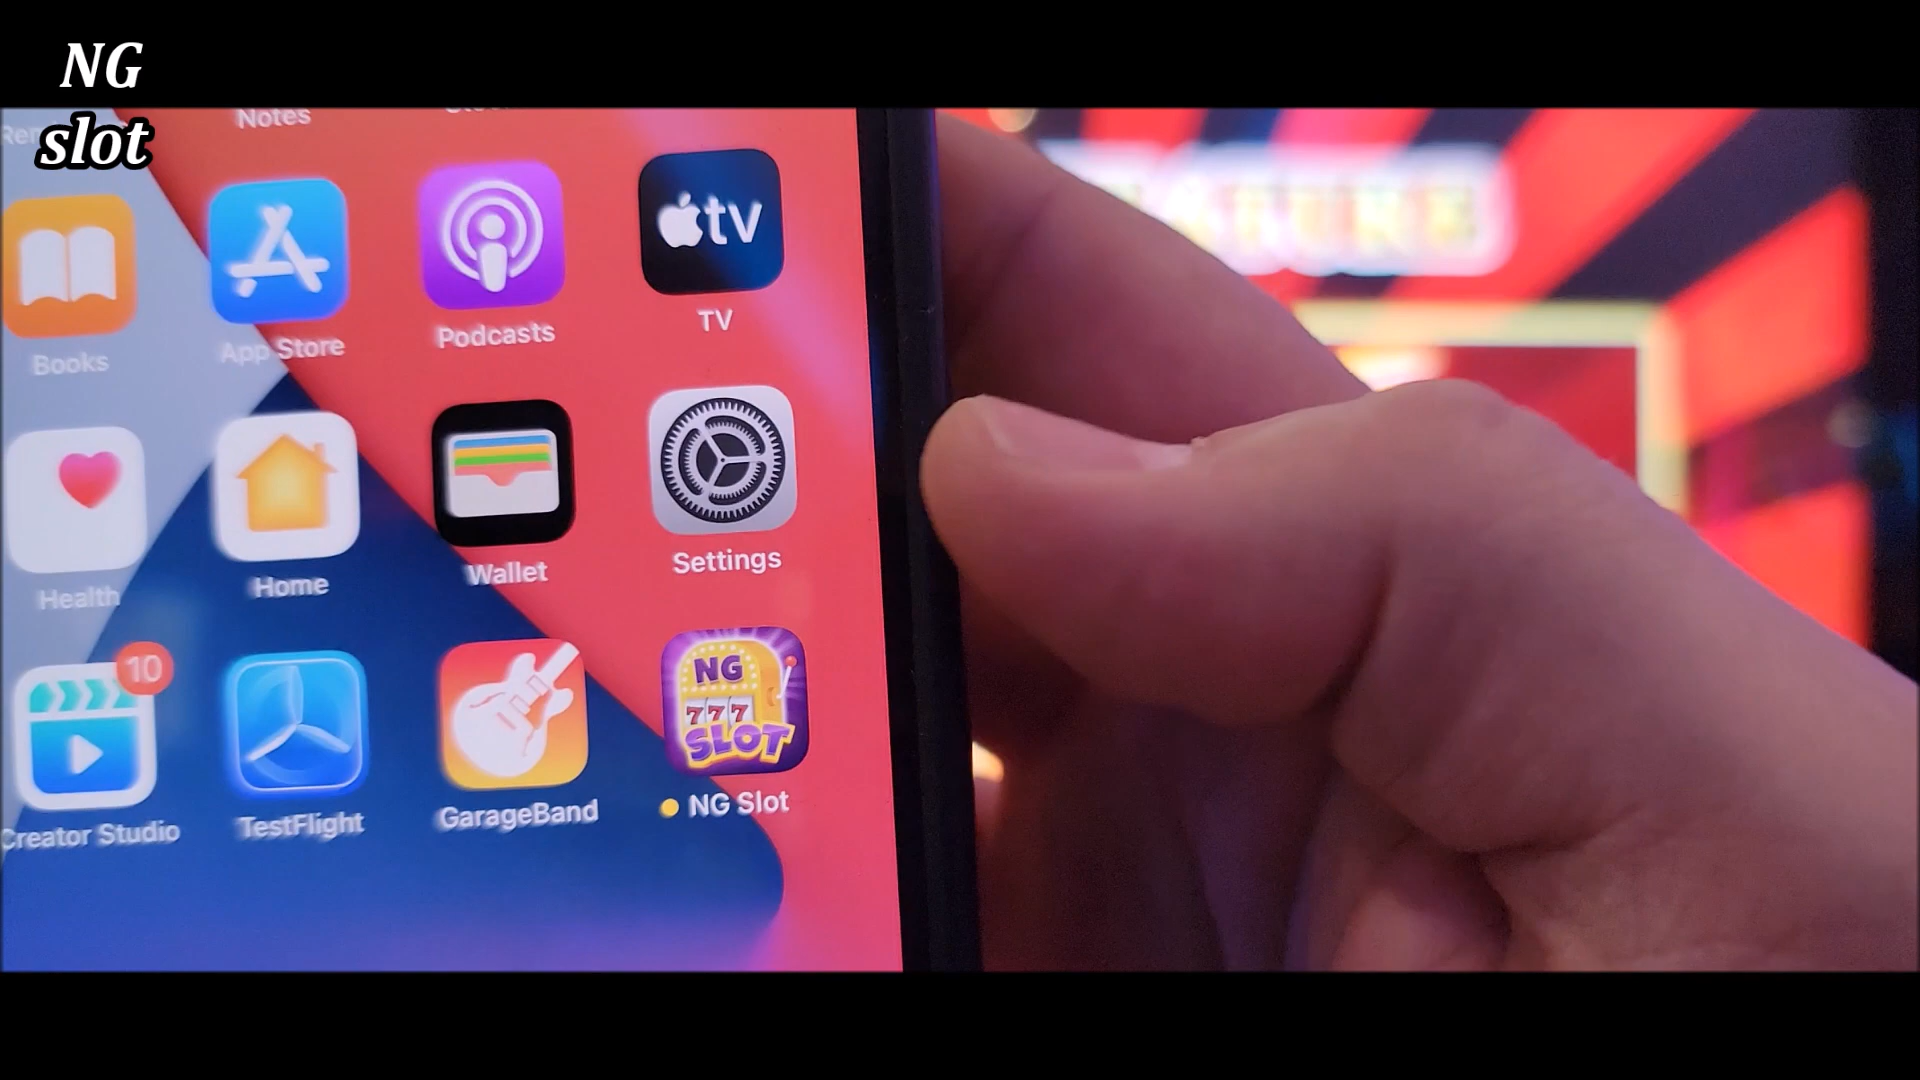 NG
slot
Notes
tv
Books
App Store
Podcasts
TV
Health
Home
Wallet
Settings
10
NG
777
SLOT
Creator Studio
TestFlight
GarageBand
NG Slot